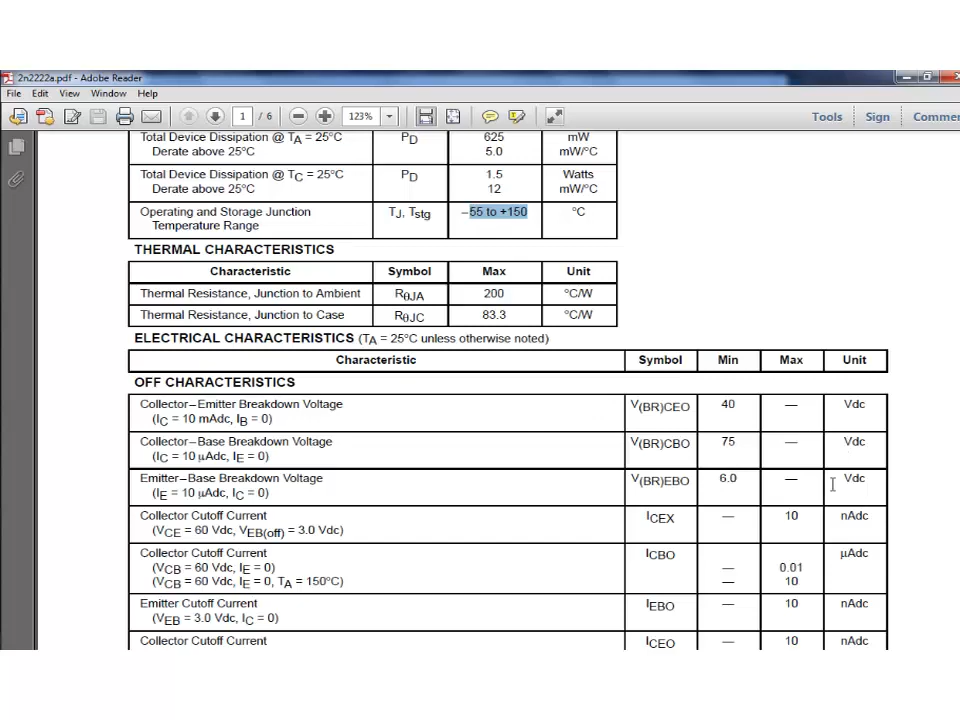 2n2222a.pdf - Adobe Reader
File Edit View Window Help
1 / 6 123% Tools Sign Commer
Total Device Dissipation @ TA = 25°C PD 625 mW
Derate above 25°C 5.0 mW/°C
Total Device Dissipation @ TC = 25°C PD 1.5 Watts
Derate above 25°C 12 mW/°C
Operating and Storage Junction TJ, Tstg –55 to +150 °C
Temperature Range
THERMAL CHARACTERISTICS
Characteristic Symbol Max Unit
Thermal Resistance, Junction to Ambient RθJA 200 °C/W
Thermal Resistance, Junction to Case RθJC 83.3 °C/W
ELECTRICAL CHARACTERISTICS (TA = 25°C unless otherwise noted)
Characteristic Symbol Min Max Unit
OFF CHARACTERISTICS
Collector–Emitter Breakdown Voltage V(BR)CEO 40 — Vdc
(IC = 10 mAdc, IB = 0)
Collector–Base Breakdown Voltage V(BR)CBO 75 — Vdc
(IC = 10 µAdc, IE = 0)
Emitter–Base Breakdown Voltage V(BR)EBO 6.0 — Vdc
(IE = 10 µAdc, IC = 0)
Collector Cutoff Current ICEX — 10 nAdc
(VCE = 60 Vdc, VEB(off) = 3.0 Vdc)
Collector Cutoff Current ICBO µAdc
(VCB = 60 Vdc, IE = 0) — 0.01
(VCB = 60 Vdc, IE = 0, TA = 150°C) — 10
Emitter Cutoff Current IEBO — 10 nAdc
(VEB = 3.0 Vdc, IC = 0)
Collector Cutoff Current ICEO — 10 nAdc